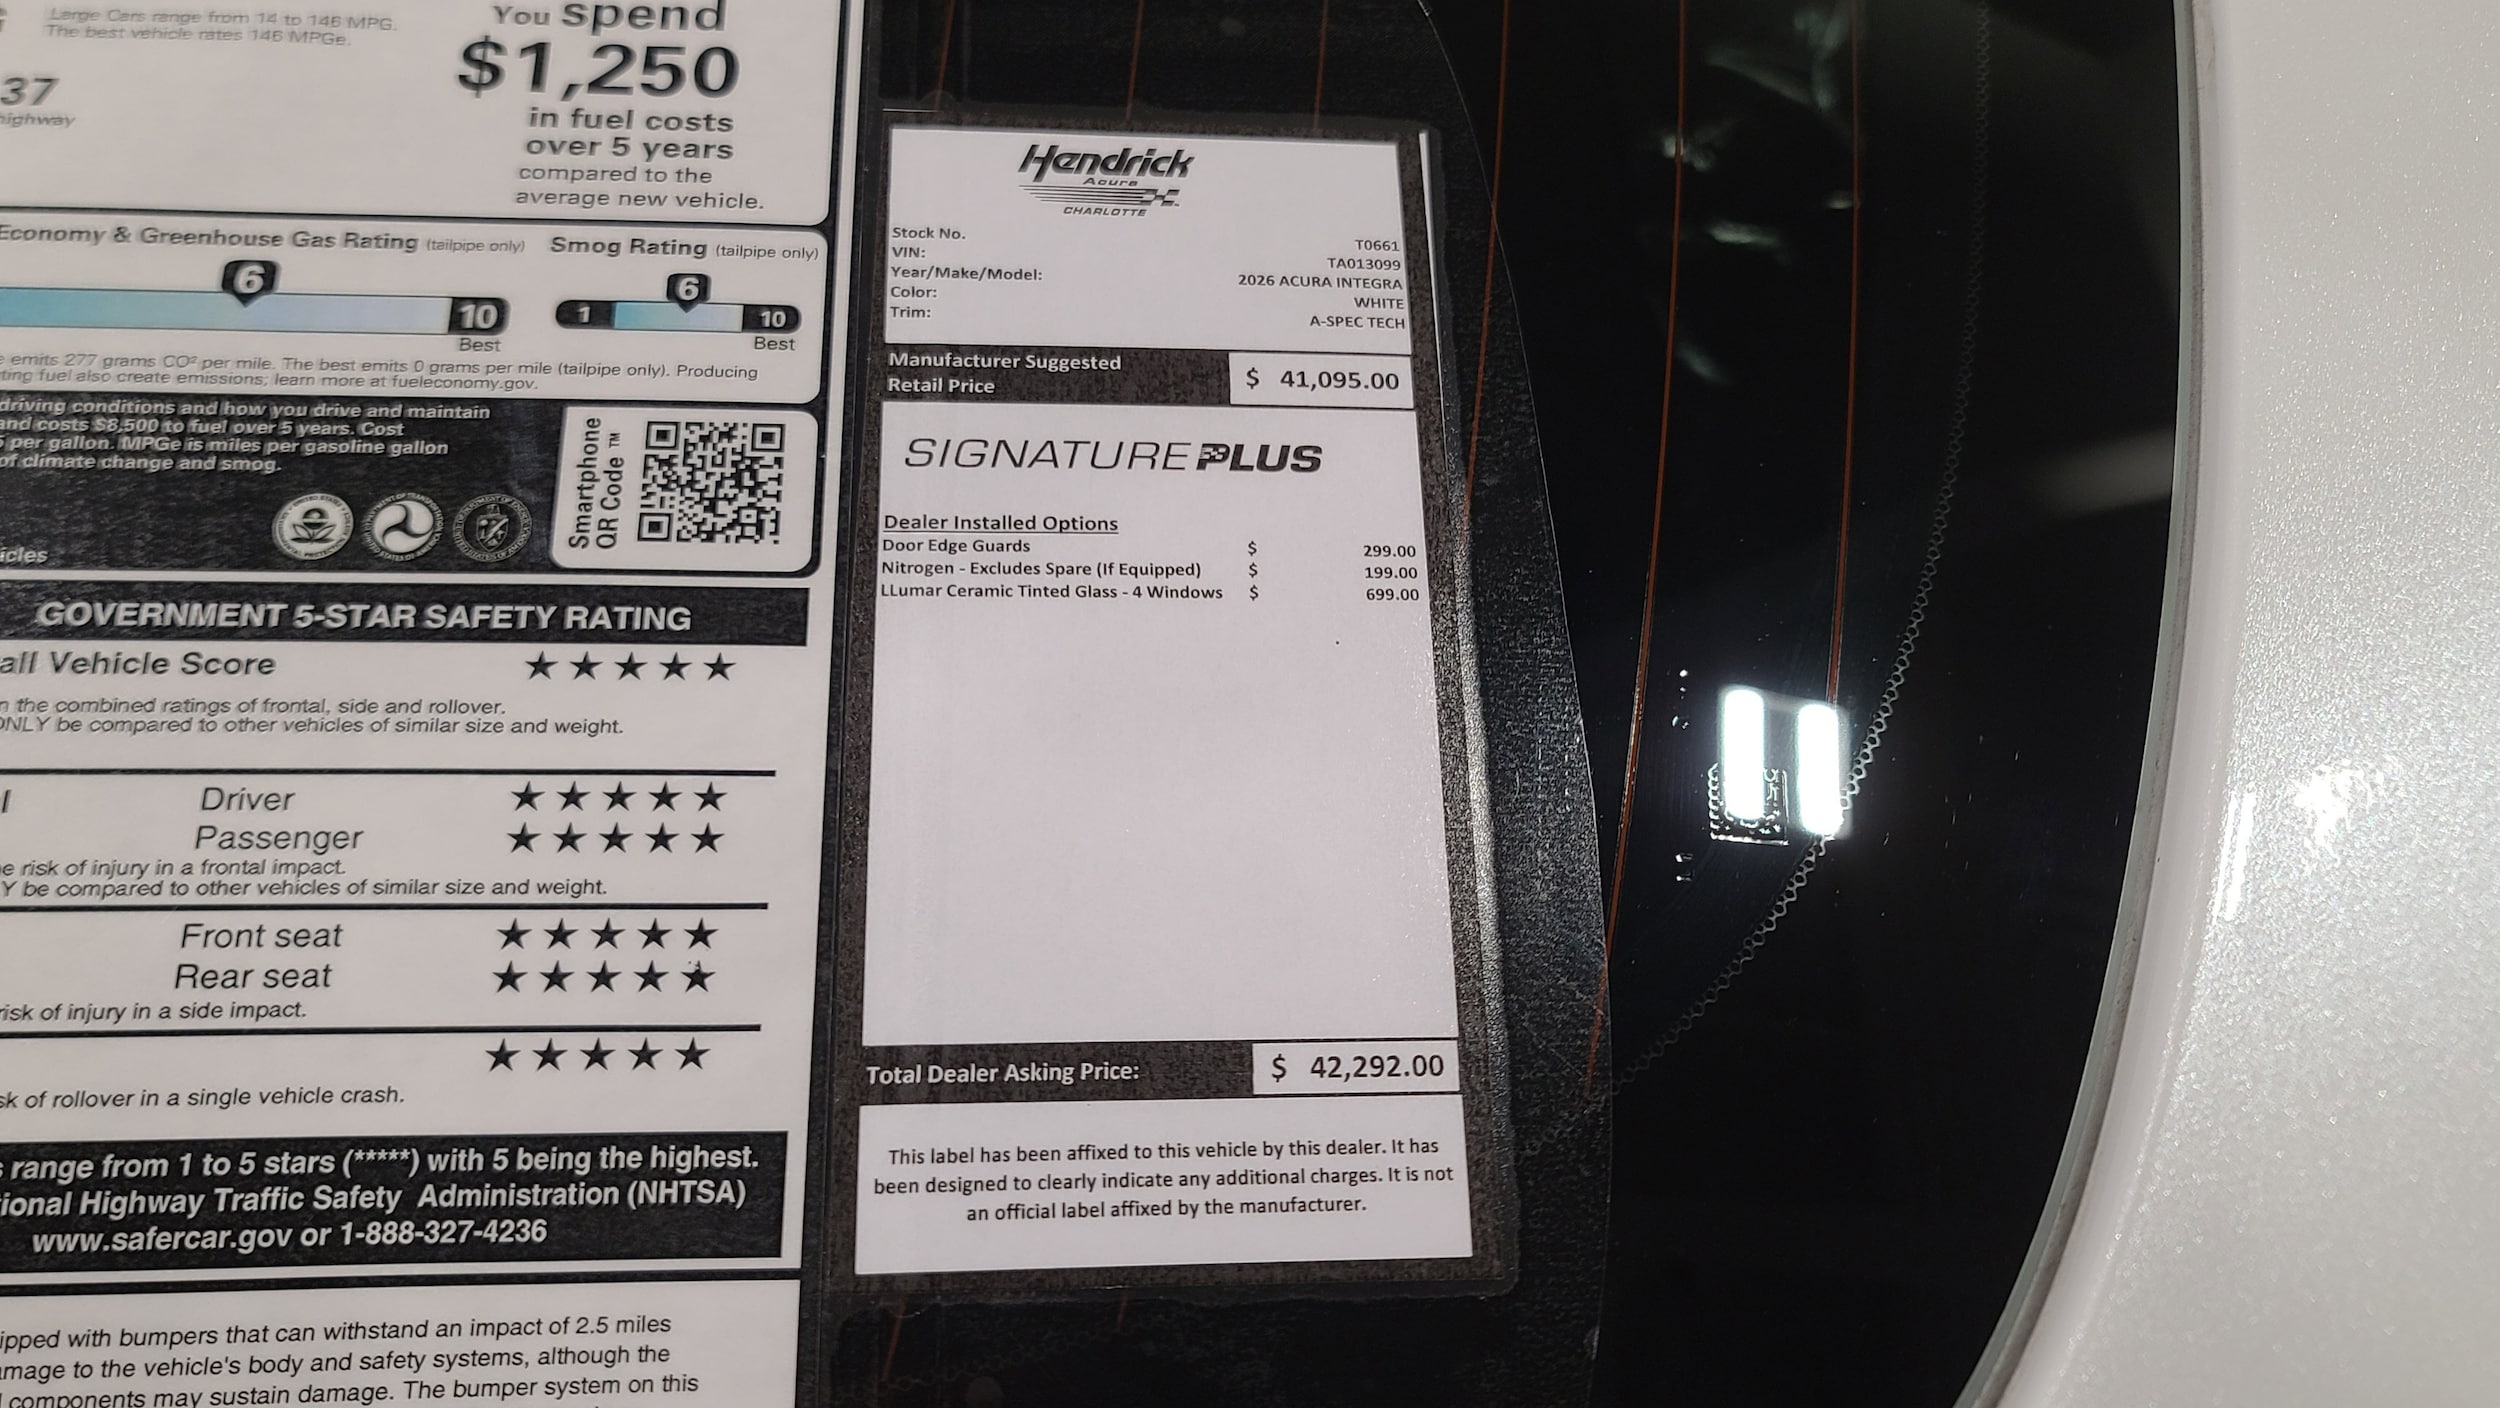 Large Cars range from 14 to 146 MPG.
The best vehicle rates 146 MPGe.
37
highway
You spend
$1,250
in fuel costs
over 5 years
compared to the
average new vehicle.
Economy & Greenhouse Gas Rating (tailpipe only)
6
10
Best
Smog Rating (tailpipe only)
6
1
10
Best
emits 277 grams CO² per mile. The best emits 0 grams per mile (tailpipe only). Producing
fuel also create emissions; learn more at fueleconomy.gov.
driving conditions and how you drive and maintain
and costs $8,500 to fuel over 5 years. Cost
per gallon. MPGe is miles per gasoline gallon
of climate change and smog.
Smartphone
QR Code™
GOVERNMENT 5-STAR SAFETY RATING
Vehicle Score ★★★★★
the combined ratings of frontal, side and rollover.
ONLY be compared to other vehicles of similar size and weight.
Driver ★★★★★
Passenger ★★★★★
risk of injury in a frontal impact.
be compared to other vehicles of similar size and weight.
Front seat ★★★★★
Rear seat ★★★★★
risk of injury in a side impact.
★★★★★
of rollover in a single vehicle crash.
range from 1 to 5 stars (*****) with 5 being the highest.
Highway Traffic Safety Administration (NHTSA)
www.safercar.gov or 1-888-327-4236
with bumpers that can withstand an impact of 2.5 miles
to the vehicle's body and safety systems, although the
components may sustain damage. The bumper system on this
Hendrick
Acura
CHARLOTTE
Stock No. T0661
VIN: TA013099
Year/Make/Model: 2026 ACURA INTEGRA
Color: WHITE
Trim: A-SPEC TECH
Manufacturer Suggested
Retail Price $ 41,095.00
SIGNATURE PLUS
Dealer Installed Options
Door Edge Guards $ 299.00
Nitrogen - Excludes Spare (If Equipped) $ 199.00
LLumar Ceramic Tinted Glass - 4 Windows $ 699.00
Total Dealer Asking Price: $ 42,292.00
This label has been affixed to this vehicle by this dealer. It has
been designed to clearly indicate any additional charges. It is not
an official label affixed by the manufacturer.